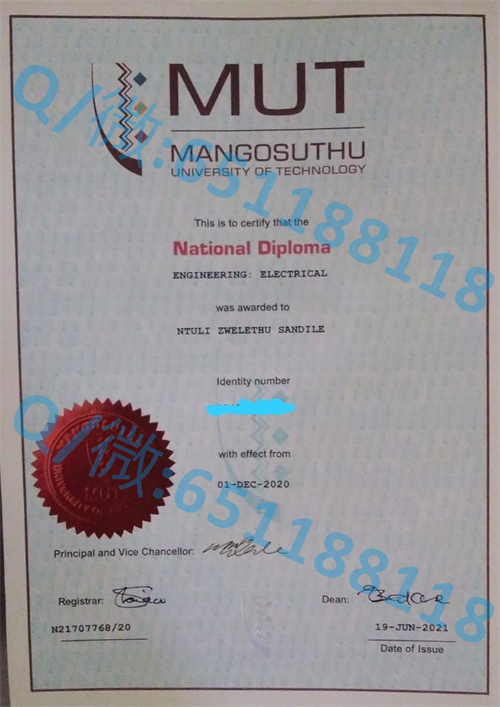 MUT
MANGOSUTHU
UNIVERSITY OF TECHNOLOGY
This is to certify that the
National Diploma
ENGINEERING: ELECTRICAL
was awarded to
NTULI ZWELETHU SANDILE
Identity number
with effect from
01-DEC-2020
MUT
Principal and Vice Chancellor:
Registrar:
Dean:
N21707768/20
19-JUN-2021
Date of Issue
Q/微:651188118
Q/微:651188118